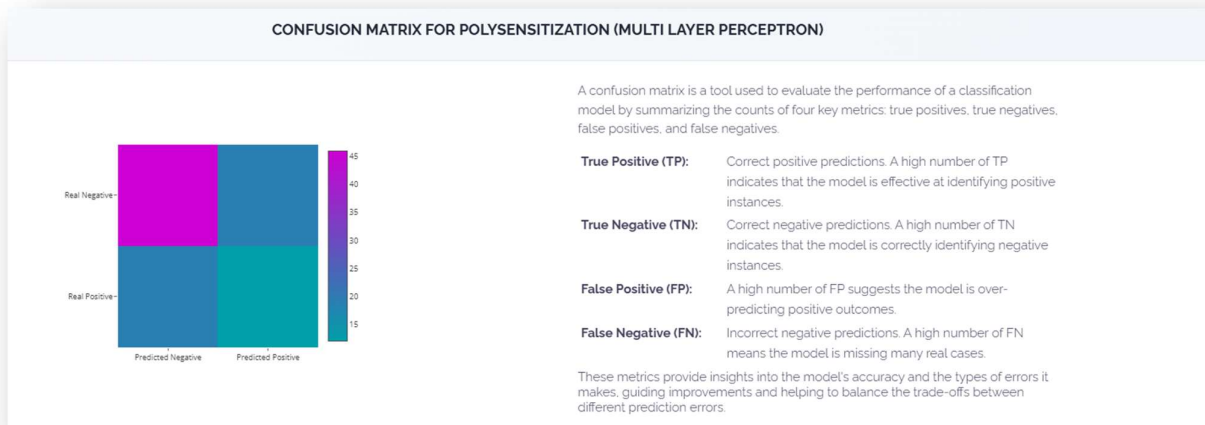 CONFUSION MATRIX FOR POLYSENSITIZATION (MULTI LAYER PERCEPTRON)
Real Negative
Real Positive
Predicted Negative
Predicted Positive
45
40
35
30
25
20
15
A confusion matrix is a tool used to evaluate the performance of a classification
model by summarizing the counts of four key metrics: true positives, true negatives,
false positives, and false negatives.
True Positive (TP): Correct positive predictions. A high number of TP
indicates that the model is effective at identifying positive
instances.
True Negative (TN): Correct negative predictions. A high number of TN
indicates that the model is correctly identifying negative
instances.
False Positive (FP): A high number of FP suggests the model is over-
predicting positive outcomes.
False Negative (FN): Incorrect negative predictions. A high number of FN
means the model is missing many real cases.
These metrics provide insights into the model's accuracy and the types of errors it
makes, guiding improvements and helping to balance the trade-offs between
different prediction errors.